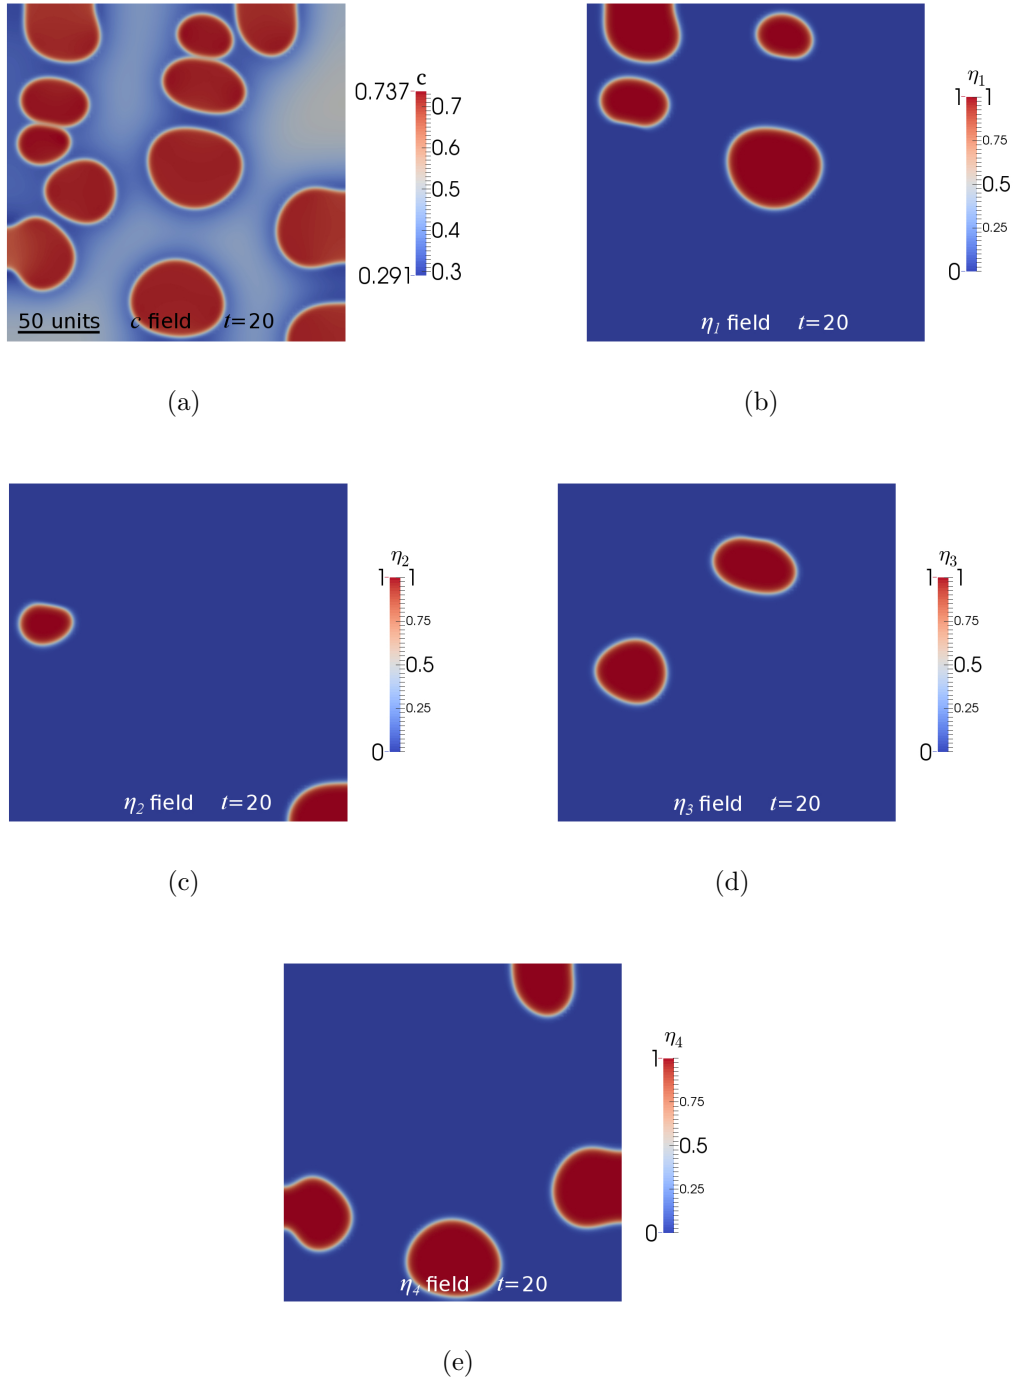 c
0.737
0.7
0.6
0.5
0.4
0.3
0.291
50 units c field t=20
(a)
η1
1 1
0.75
0.5
0.25
0
η1 field t=20
(b)
η2
1 1
0.75
0.5
0.25
0
η2 field t=20
(c)
η3
1 1
0.75
0.5
0.25
0
η3 field t=20
(d)
η4
1
0.75
0.5
0.25
0
η4 field t=20
(e)